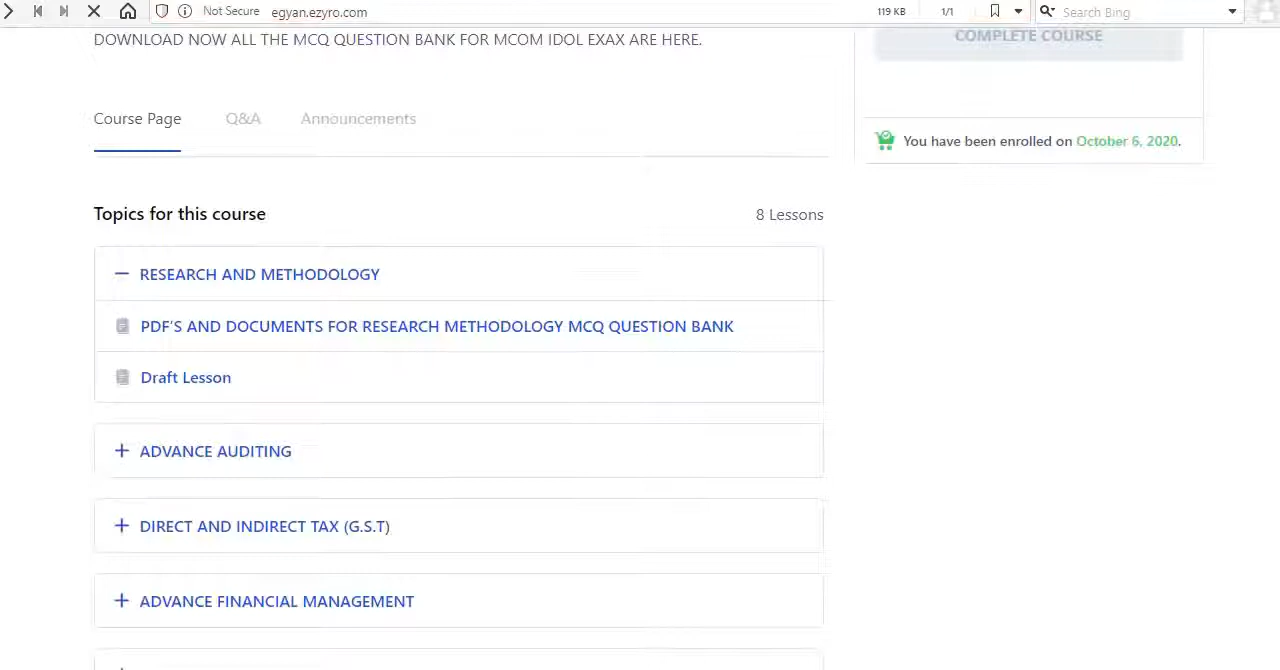 Not Secure egyan.ezyro.com 119 KB 1/1 Search Bing
DOWNLOAD NOW ALL THE MCQ QUESTION BANK FOR MCOM IDOL EXAX ARE HERE.
COMPLETE COURSE
Course Page Q&A Announcements
You have been enrolled on October 6, 2020.
Topics for this course 8 Lessons
RESEARCH AND METHODOLOGY
PDF'S AND DOCUMENTS FOR RESEARCH METHODOLOGY MCQ QUESTION BANK
Draft Lesson
ADVANCE AUDITING
DIRECT AND INDIRECT TAX (G.S.T)
ADVANCE FINANCIAL MANAGEMENT